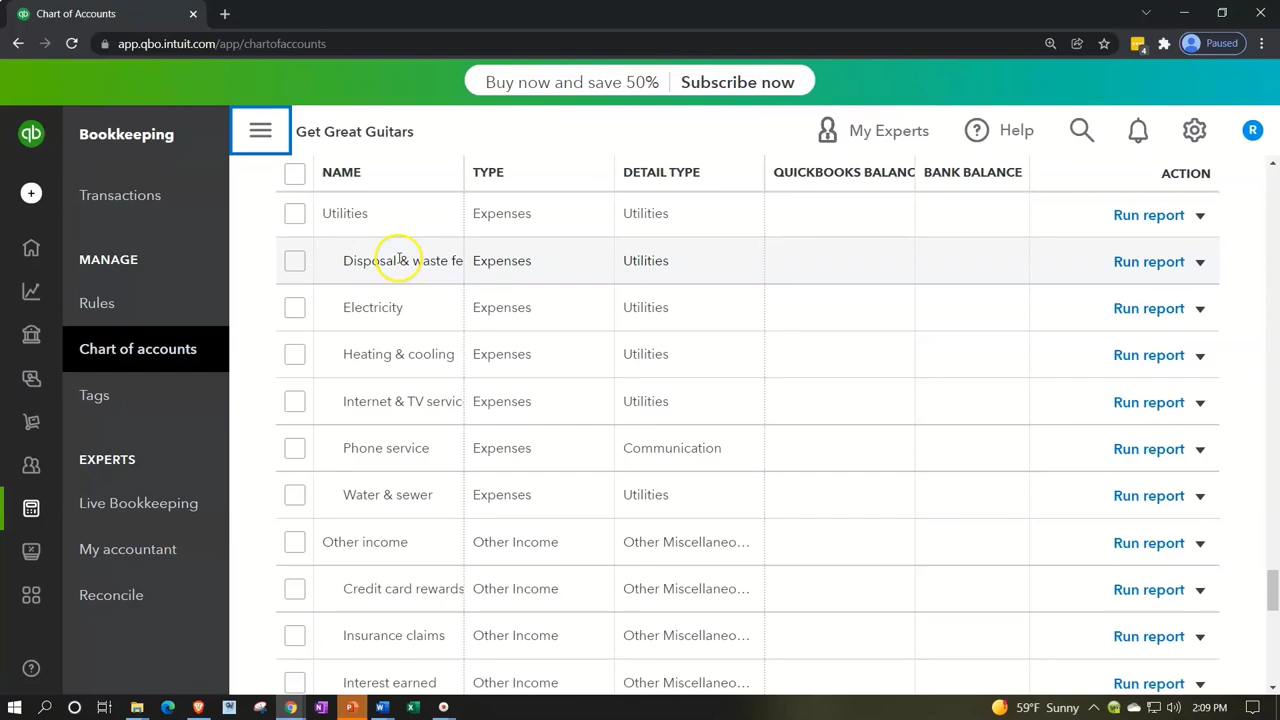 Chart of Accounts
app.qbo.intuit.com/app/chartofaccounts
4
Paused
Buy now and save 50% Subscribe now
qb
Bookkeeping
Transactions
MANAGE
Rules
Chart of accounts
Tags
EXPERTS
Live Bookkeeping
My accountant
Reconcile
Get Great Guitars
My Experts
Help
R
NAME TYPE DETAIL TYPE QUICKBOOKS BALANC BANK BALANCE ACTION
Utilities Expenses Utilities Run report
Disposal & waste fe Expenses Utilities Run report
Electricity Expenses Utilities Run report
Heating & cooling Expenses Utilities Run report
Internet & TV servic Expenses Utilities Run report
Phone service Expenses Communication Run report
Water & sewer Expenses Utilities Run report
Other income Other Income Other Miscellaneo... Run report
Credit card rewards Other Income Other Miscellaneo... Run report
Insurance claims Other Income Other Miscellaneo... Run report
Interest earned Other Income Other Miscellaneo... Run report
59°F Sunny
2:09 PM